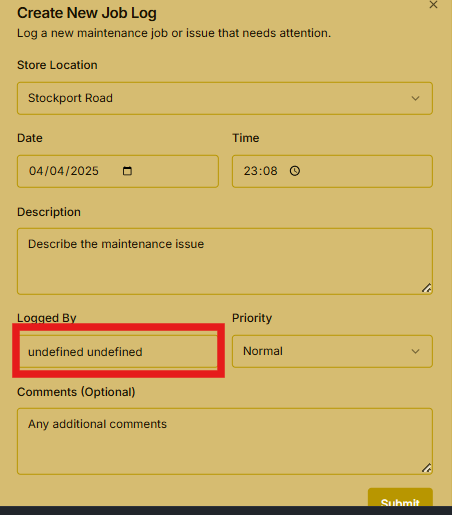 Create New Job Log
Log a new maintenance job or issue that needs attention.
Store Location
Stockport Road
Date Time
04/04/2025 23:08
Description
Describe the maintenance issue
Logged By Priority
undefined undefined Normal
Comments (Optional)
Any additional comments
Submit